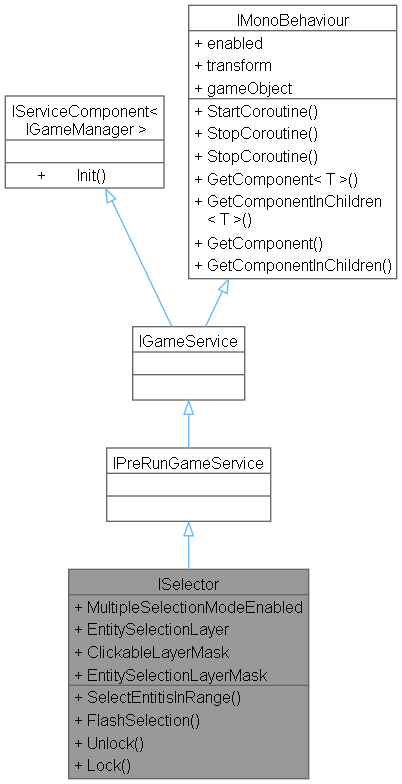 IMonoBehaviour
+ enabled
+ transform
+ gameObject
+ StartCoroutine()
+ StopCoroutine()
+ StopCoroutine()
+ GetComponent< T >()
+ GetComponentInChildren
< T >()
+ GetComponent()
+ GetComponentInChildren()
IServiceComponent<
IGameManager >
+ Init()
IGameService
IPreRunGameService
ISelector
+ MultipleSelectionModeEnabled
+ EntitySelectionLayer
+ ClickableLayerMask
+ EntitySelectionLayerMask
+ SelectEntitisInRange()
+ FlashSelection()
+ Unlock()
+ Lock()